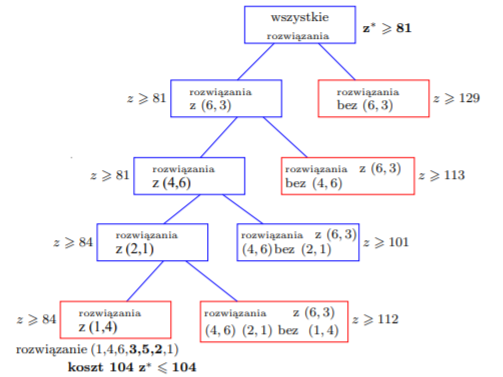 wszystkie
rozwiązania
z* ⩾ 81
z ⩾ 81
rozwiązania
z (6, 3)
rozwiązania
bez (6, 3)
z ⩾ 129
z ⩾ 81
rozwiązania
z (4,6)
rozwiązania z (6, 3)
bez (4, 6)
z ⩾ 113
z ⩾ 84
rozwiązania
z (2,1)
rozwiązania z (6, 3)
(4, 6) bez (2, 1)
z ⩾ 101
z ⩾ 84
rozwiązania
z (1,4)
rozwiązania z (6, 3)
(4, 6) (2, 1) bez (1, 4)
z ⩾ 112
rozwiązanie (1,4,6,3,5,2,1)
koszt 104 z* ⩽ 104